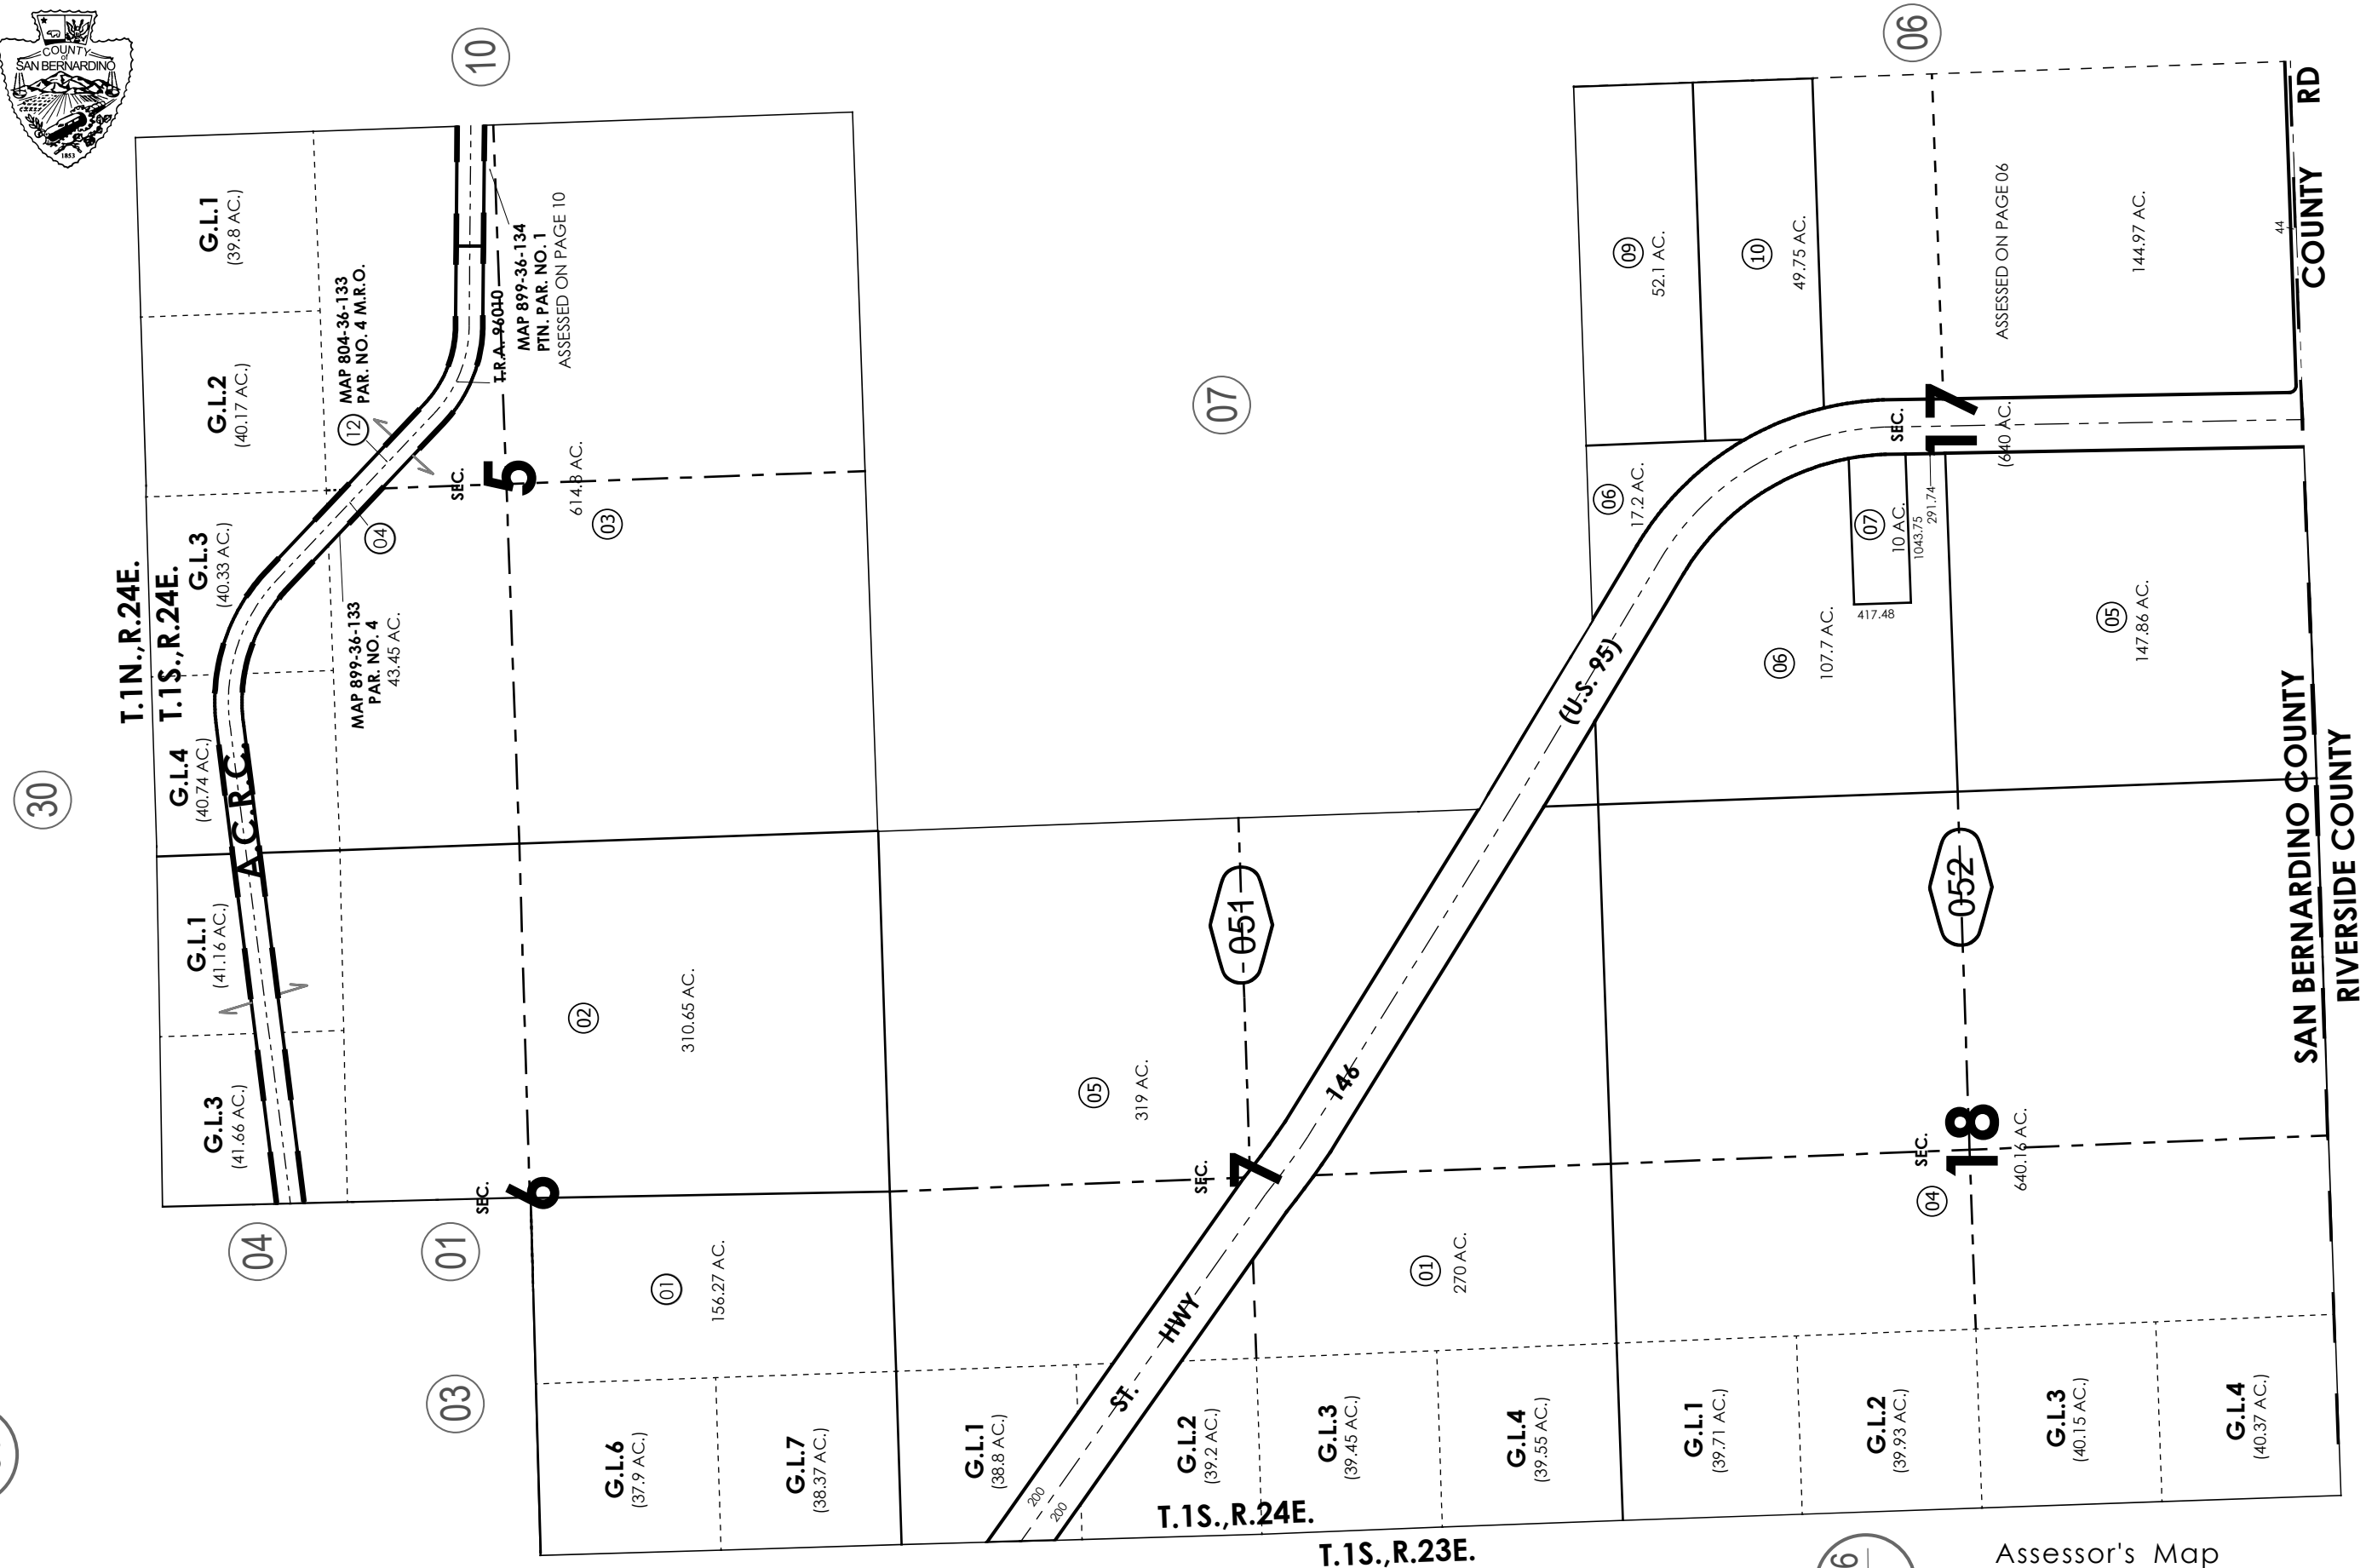 COUNTY
of
SAN BERNARDINO
1853
10
06
30
04
01
03
07
T.1N.,R.24E.
T.1S.,R.24E.
G.L.1
(39.8 AC.)
G.L.2
(40.17 AC.)
G.L.3
(40.33 AC.)
G.L.4
(40.74 AC.)
G.L.1
(41.16 AC.)
G.L.3
(41.66 AC.)
A.C.R.C.
MAP 804-36-133
PAR. NO. 4 M.R.O.
12
T.R.A. 96010
MAP 899-36-134
PTN. PAR. NO. 1
ASSESSED ON PAGE 10
04
MAP 899-36-133
PAR. NO. 4
43.45 AC.
SEC.
5
614.8 AC.
03
SEC.
6
02
310.65 AC.
01
156.27 AC.
G.L.6
(37.9 AC.)
G.L.7
(38.37 AC.)
051
05
319 AC.
SEC.
7
01
270 AC.
G.L.1
(38.8 AC.)
G.L.2
(39.2 AC.)
G.L.3
(39.45 AC.)
G.L.4
(39.55 AC.)
200
200
ST. HWY 146 (U.S. 95)
09
52.1 AC.
10
49.75 AC.
06
17.2 AC.
07
10 AC.
1043.75
291.74
417.48
06
107.7 AC.
SEC.
17
(640 AC.
ASSESSED ON PAGE 06
144.97 AC.
44
COUNTY RD
05
147.86 AC.
052
SEC.
18
04
640.16 AC.
G.L.1
(39.71 AC.)
G.L.2
(39.93 AC.)
G.L.3
(40.15 AC.)
G.L.4
(40.37 AC.)
SAN BERNARDINO COUNTY
RIVERSIDE COUNTY
T.1S.,R.24E.
T.1S.,R.23E.
Assessor's Map